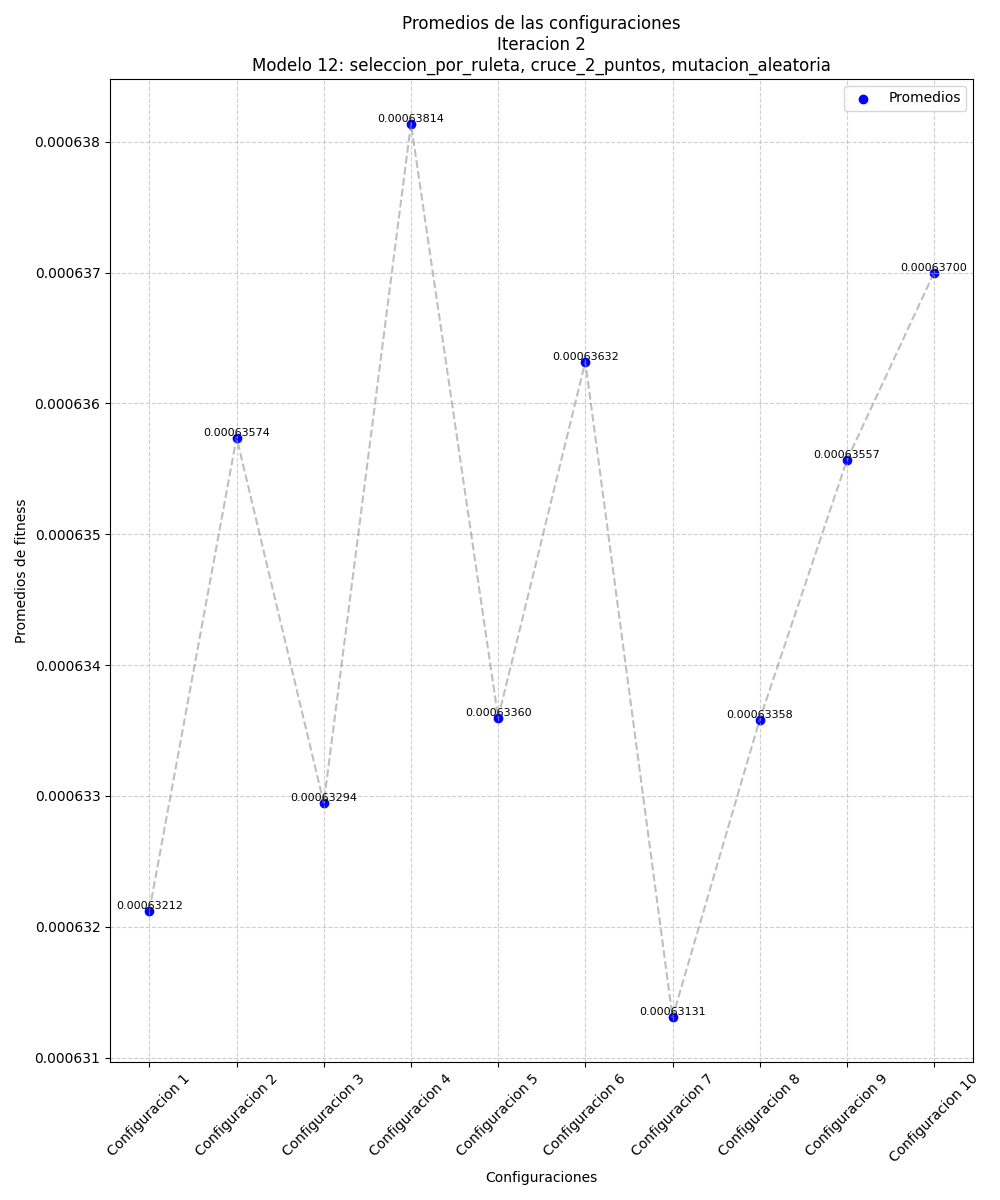 Promedios de las configuraciones
Iteracion 2
Modelo 12: seleccion_por_ruleta, cruce_2_puntos, mutacion_aleatoria
Promedios
0.00063814
0.000638
0.000637
0.00063700
0.00063632
0.000636
0.00063574
0.00063557
0.000635
Promedios de fitness
0.000634
0.00063360
0.00063358
0.000633
0.00063294
0.00063212
0.000632
0.00063131
0.000631
Configuracion 1
Configuracion 2
Configuracion 3
Configuracion 4
Configuracion 5
Configuracion 6
Configuracion 7
Configuracion 8
Configuracion 9
Configuracion 10
Configuraciones